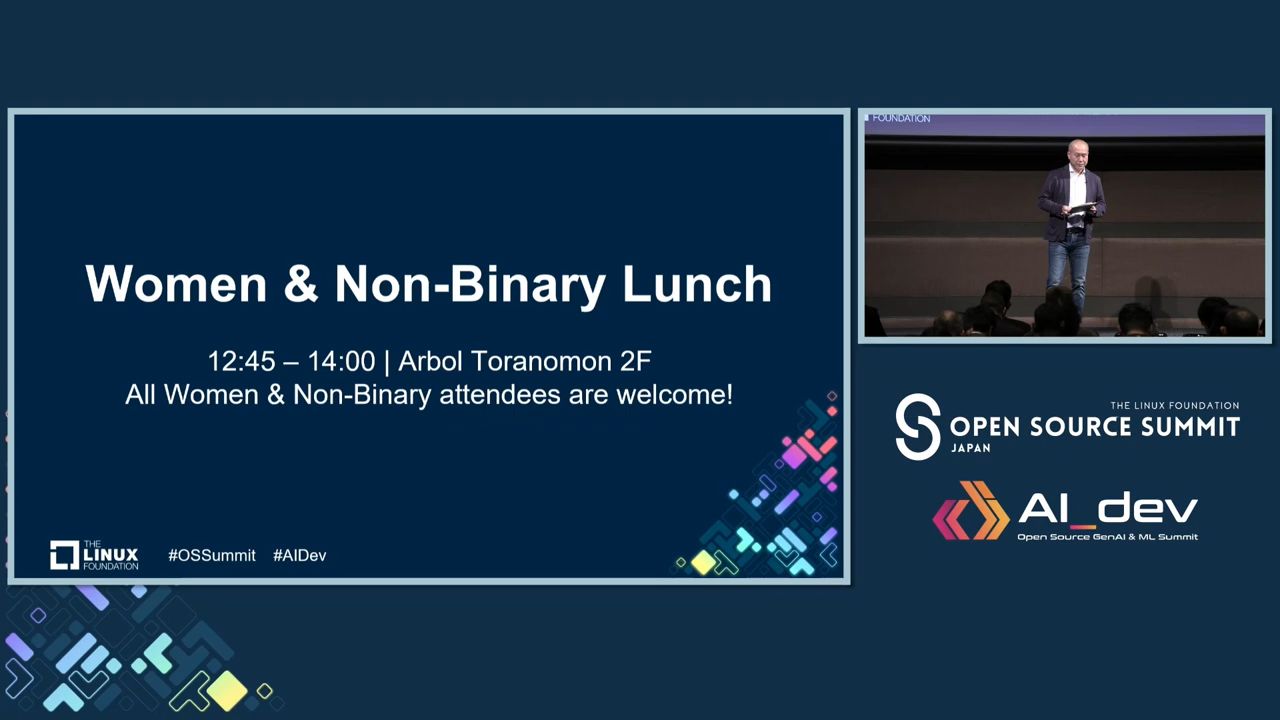 Women & Non-Binary Lunch
12:45 – 14:00 | Arbol Toranomon 2F
All Women & Non-Binary attendees are welcome!
THE
LINUX
FOUNDATION
#OSSummit #AIDev
FOUNDATION
THE LINUX FOUNDATION
OPEN SOURCE SUMMIT
JAPAN
AI_dev
Open Source GenAI & ML Summit